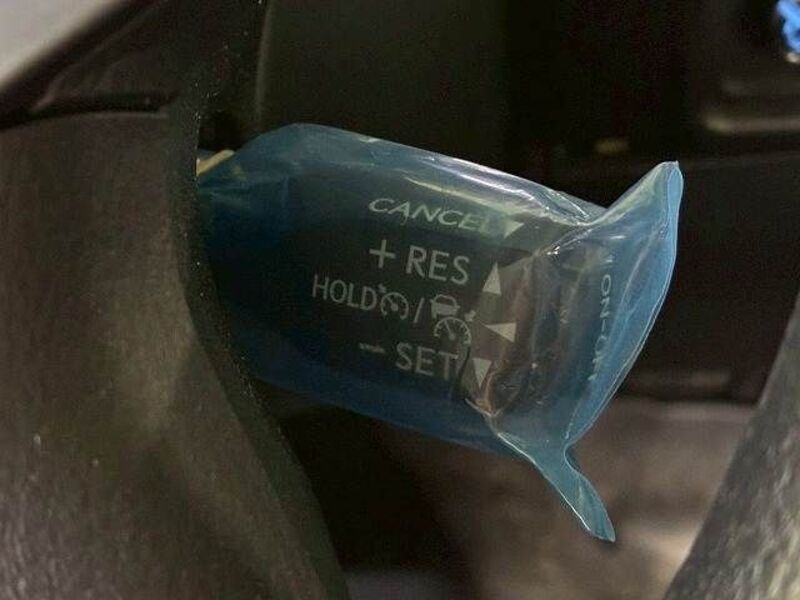 CANCEL
+ RES
HOLD /
− SET
ON-OFF